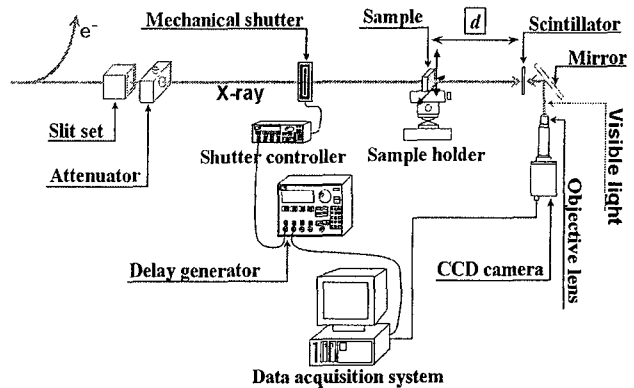 Mechanical shutter
Sample
d
Scintillator
e-
Mirror
X-ray
Slit set
Attenuator
Shutter controller
Sample holder
Visible light
Objective lens
Delay generator
CCD camera
Data acquisition system